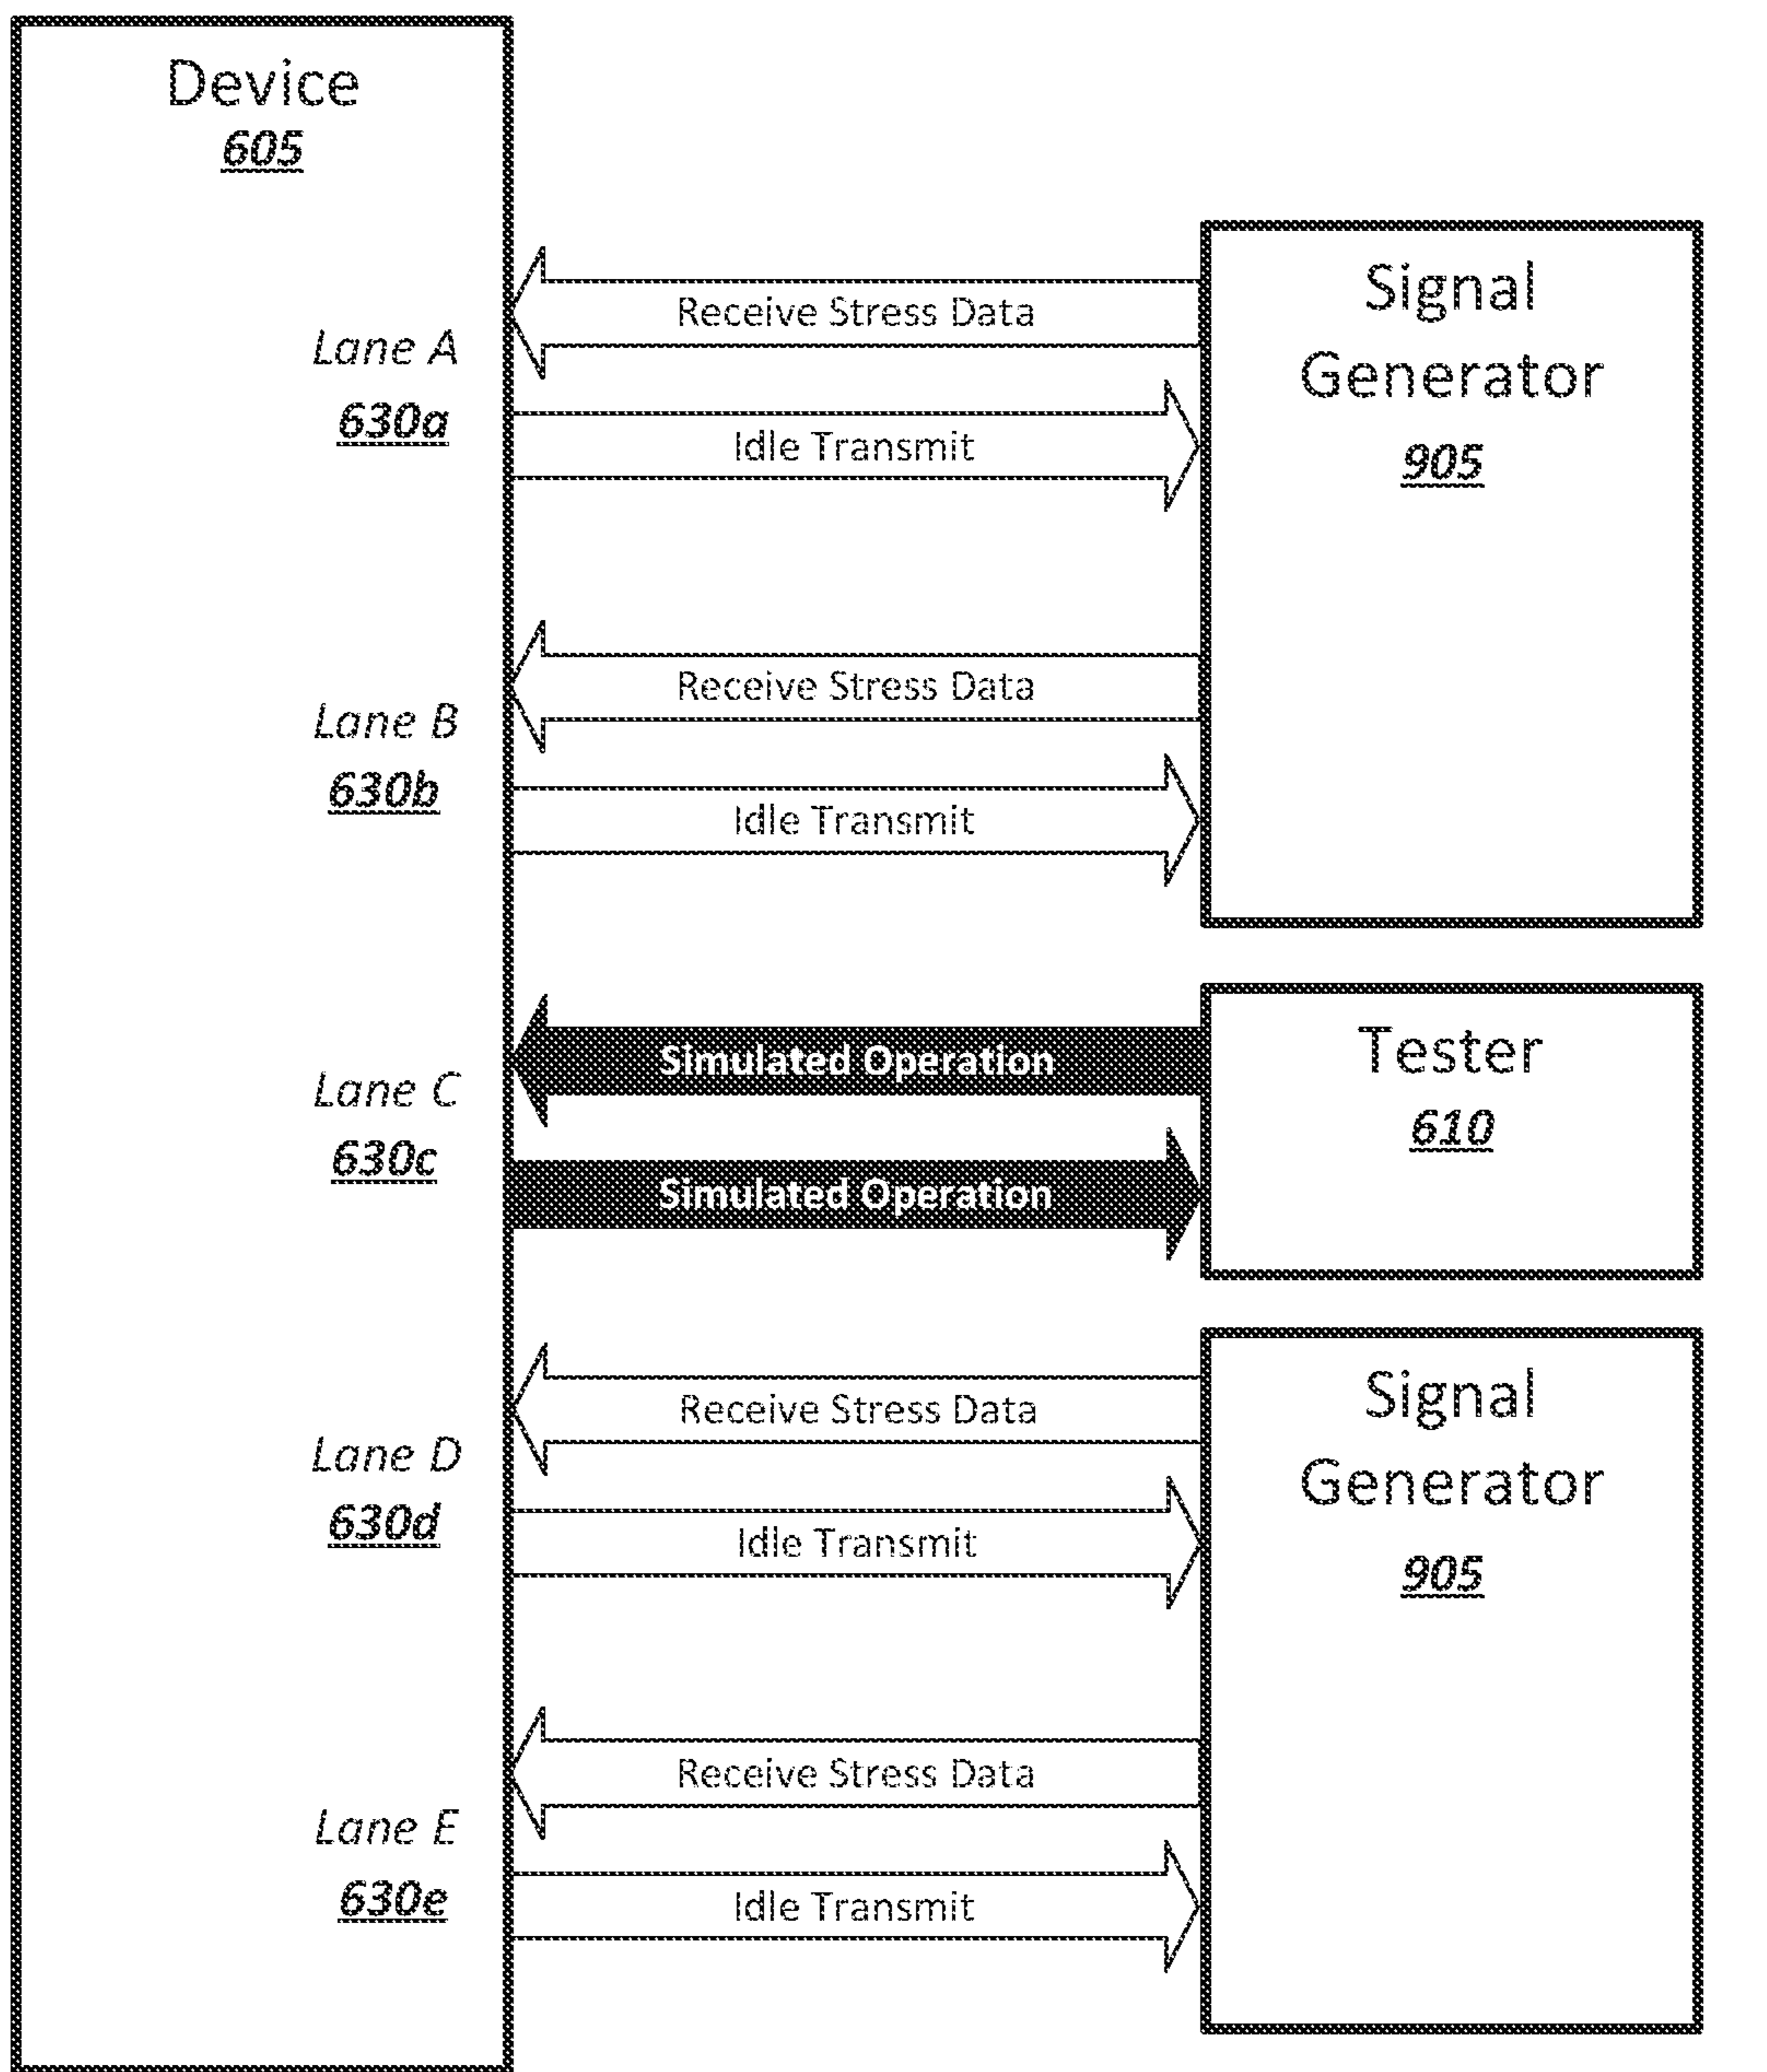 Device
605
Signal
Generator
905
Receive Stress Data
Lane A
630a
Idle Transmit
Receive Stress Data
Lane B
630b
Idle Transmit
Simulated Operation
Tester
610
Lane C
630c
Simulated Operation
Signal
Generator
905
Receive Stress Data
Lane D
630d
Idle Transmit
Receive Stress Data
Lane E
630e
Idle Transmit